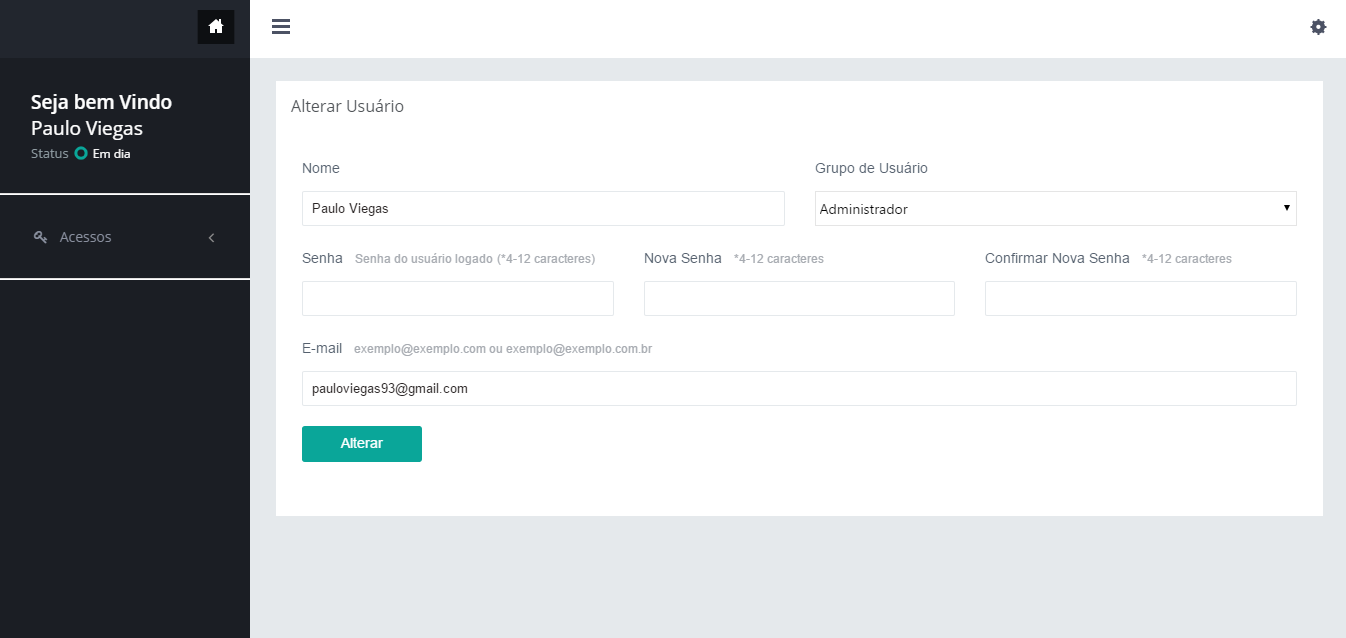 Seja bem Vindo
Paulo Viegas
Status Em dia
Acessos
Alterar Usuário
Nome
Grupo de Usuário
Paulo Viegas
Administrador
Senha Senha do usuário logado (*4-12 caracteres)
Nova Senha *4-12 caracteres
Confirmar Nova Senha *4-12 caracteres
E-mail exemplo@exemplo.com ou exemplo@exemplo.com.br
pauloviegas93@gmail.com
Alterar